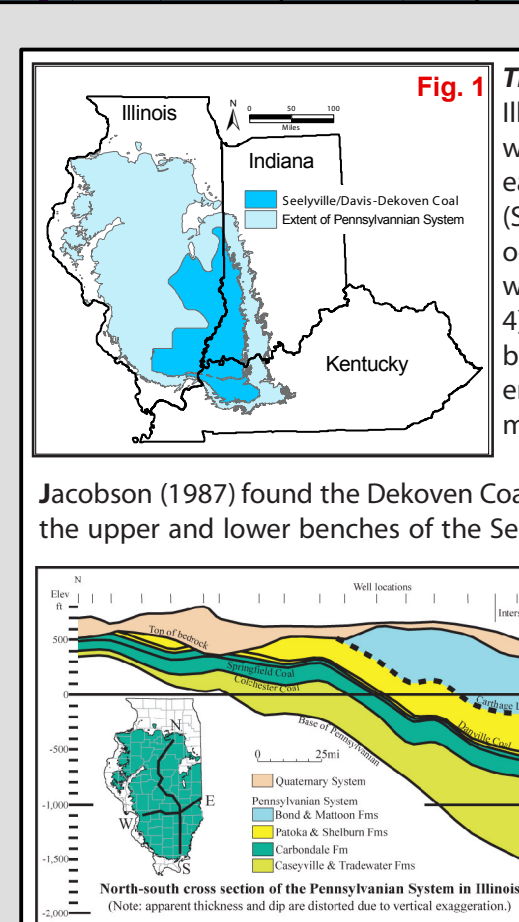 Fig. 1
Illinois
N
0 50 100
Miles
Indiana
Seelyville/Davis-Dekoven Coal
Extent of Pennsylvannian System
Kentucky
Ill
w
ea
(S
o
w
4)
b
er
m
Jacobson (1987) found the Dekoven Coa
the upper and lower benches of the Se
N
Elev
ft
Well locations
Inters
Top of bedrock
500
Springfield Coal
Colchester Coal
0
Carthage L
Danville Coal
Base of Pennsylvanian
-500
-1,000
-1,500
-2,000
N
E
W
S
0 25mi
Quaternary System
Pennsylvanian System
Bond & Mattoon Fms
Patoka & Shelburn Fms
Carbondale Fm
Caseyville & Tradewater Fms
North-south cross section of the Pennsylvanian System in Illinois
(Note: apparent thickness and dip are distorted due to vertical exaggeration.)